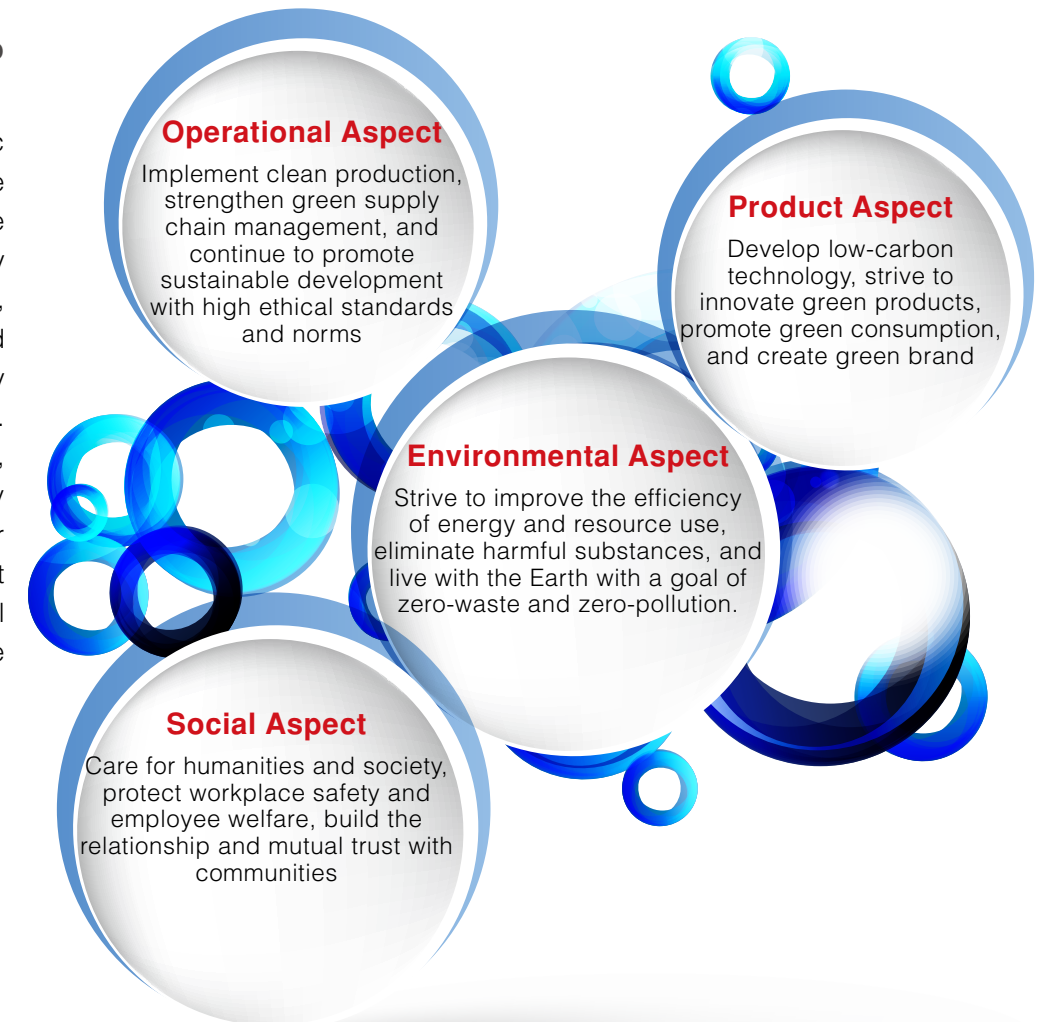 Operational Aspect
Implement clean production,
strengthen green supply
chain management, and
continue to promote
sustainable development
with high ethical standards
and norms
Product Aspect
Develop low-carbon
technology, strive to
innovate green products,
promote green consumption,
and create green brand
Environmental Aspect
Strive to improve the efficiency
of energy and resource use,
eliminate harmful substances, and
live with the Earth with a goal of
zero-waste and zero-pollution.
Social Aspect
Care for humanities and society,
protect workplace safety and
employee welfare, build the
relationship and mutual trust with
communities